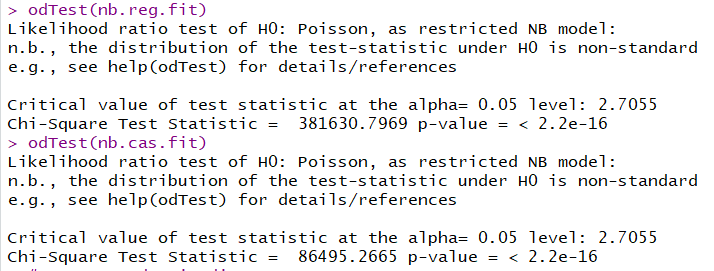 > odTest(nb.reg.fit)
Likelihood ratio test of H0: Poisson, as restricted NB model:
n.b., the distribution of the test-statistic under H0 is non-standard
e.g., see help(odTest) for details/references

Critical value of test statistic at the alpha= 0.05 level: 2.7055
Chi-Square Test Statistic =  381630.7969 p-value = < 2.2e-16
> odTest(nb.cas.fit)
Likelihood ratio test of H0: Poisson, as restricted NB model:
n.b., the distribution of the test-statistic under H0 is non-standard
e.g., see help(odTest) for details/references

Critical value of test statistic at the alpha= 0.05 level: 2.7055
Chi-Square Test Statistic =  86495.2665 p-value = < 2.2e-16